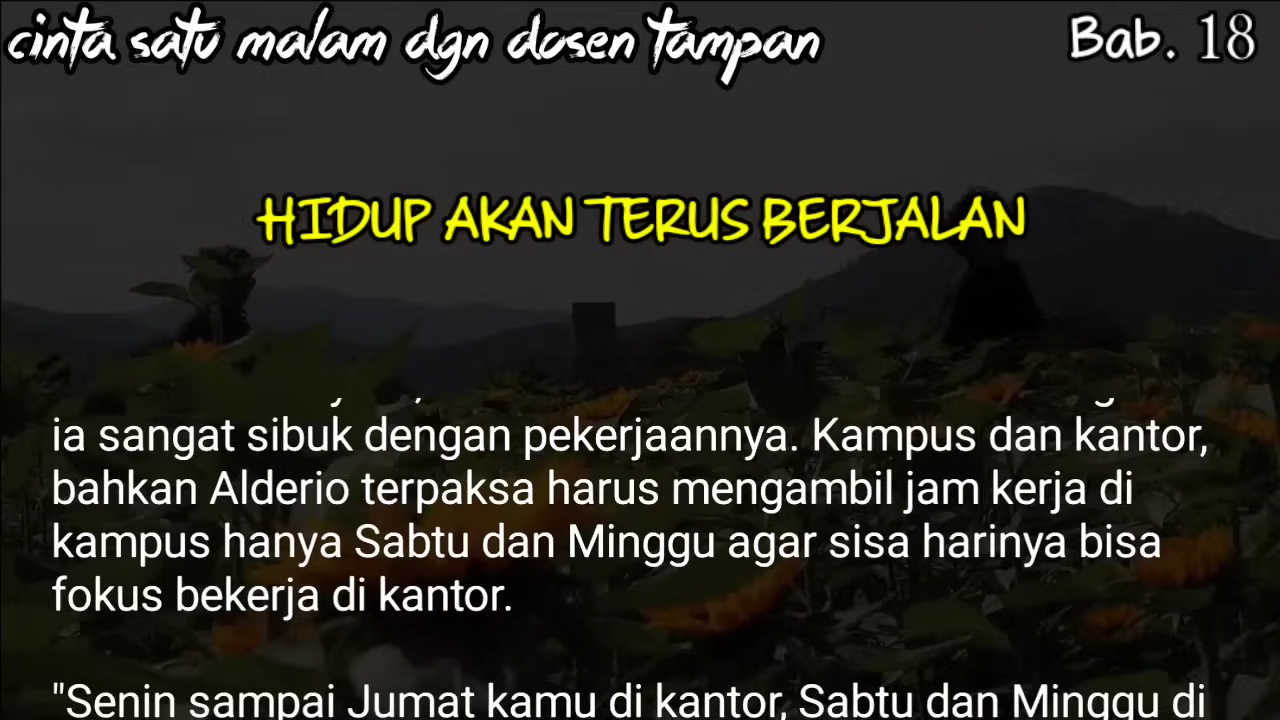 cinta satu malam dgn dosen tampan
Bab. 18
HIDUP AKAN TERUS BERJALAN
ia sangat sibuk dengan pekerjaannya. Kampus dan kantor,
bahkan Alderio terpaksa harus mengambil jam kerja di
kampus hanya Sabtu dan Minggu agar sisa harinya bisa
fokus bekerja di kantor.
"Senin sampai Jumat kamu di kantor, Sabtu dan Minggu di